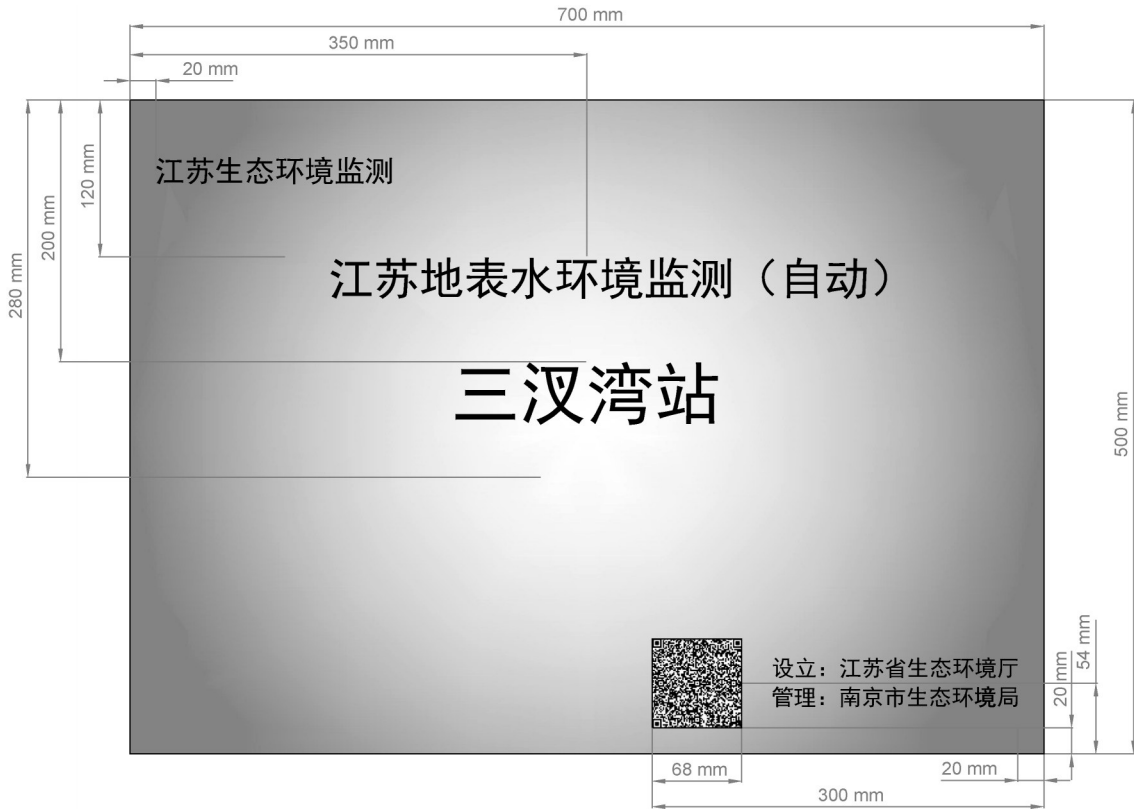 700 mm
350 mm
20 mm
江苏生态环境监测
120 mm
200 mm
280 mm
江苏地表水环境监测（自动）
三汊湾站
500 mm
设立：江苏省生态环境厅
管理：南京市生态环境局
20 mm
54 mm
68 mm
20 mm
300 mm